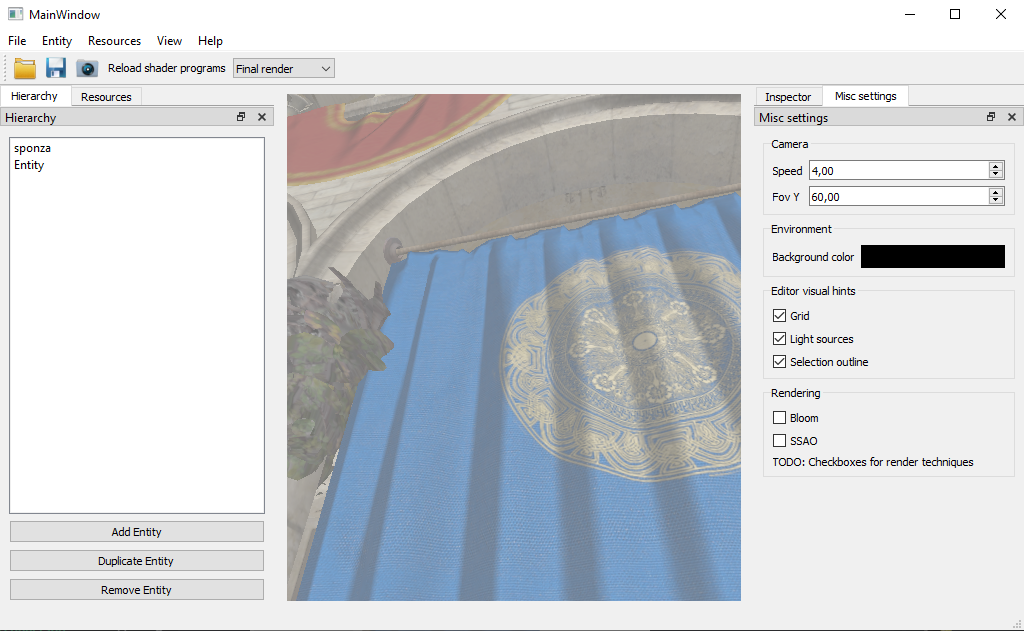 MainWindow
File Entity Resources View Help
Reload shader programs Final render
Hierarchy Resources
Hierarchy
sponza
Entity
Add Entity
Duplicate Entity
Remove Entity
Inspector Misc settings
Misc settings
Camera
Speed 4,00
Fov Y 60,00
Environment
Background color
Editor visual hints
Grid
Light sources
Selection outline
Rendering
Bloom
SSAO
TODO: Checkboxes for render techniques